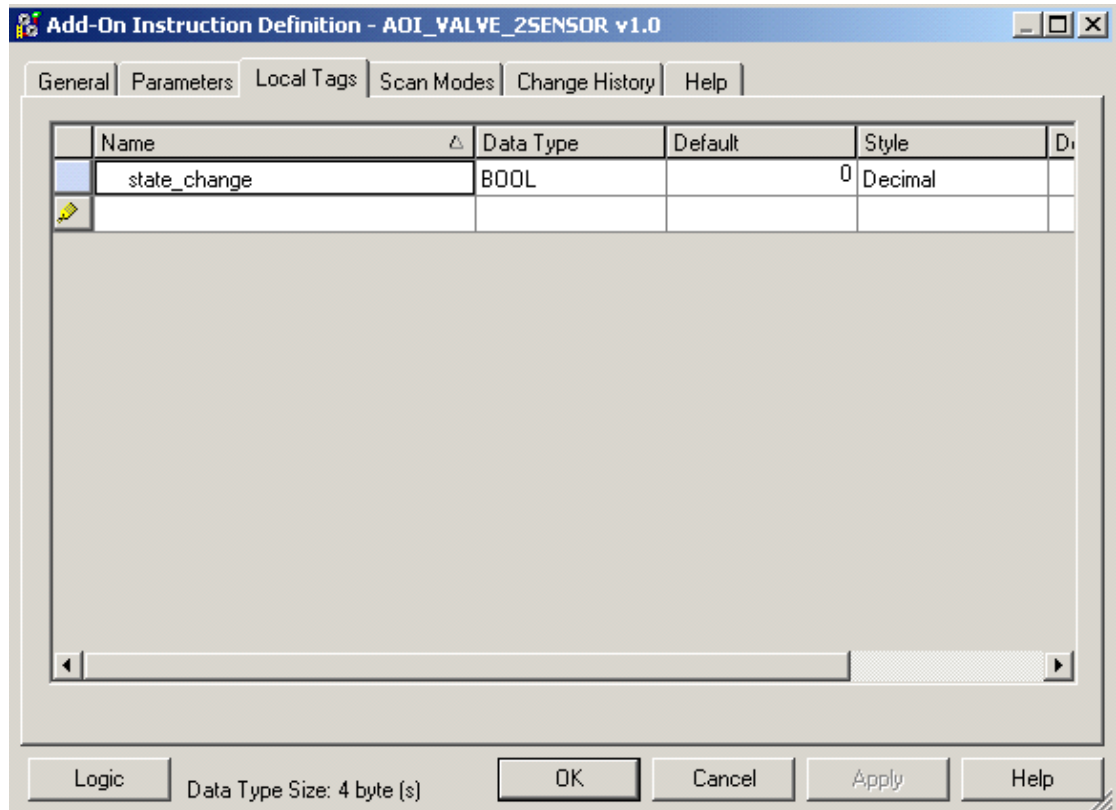 Add-On Instruction Definition - AOI_VALVE_2SENSOR v1.0
General Parameters Local Tags Scan Modes Change History Help
Name Data Type Default Style
state_change BOOL 0 Decimal
Logic Data Type Size: 4 byte (s) OK Cancel Apply Help